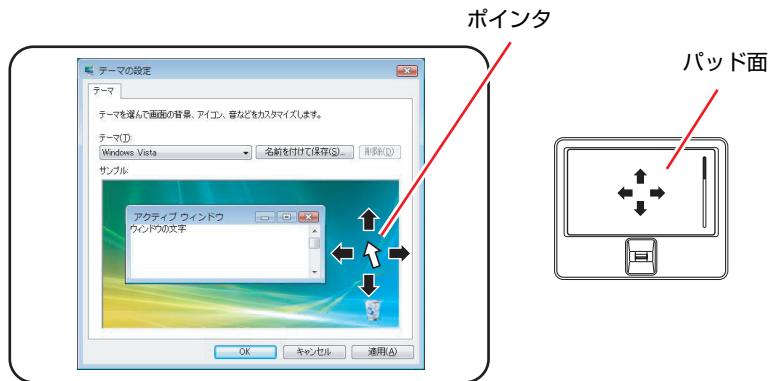 ポインタ
パッド面
テーマの設定
テーマ
テーマを選んで画面の背景、アイコン、音などをカスタマイズします。
テーマ(T):
Windows Vista
名前を付けて保存(S)...
削除(D)
サンプル:
アクティブ ウィンドウ
ウィンドウの文字
OK
キャンセル
適用(A)